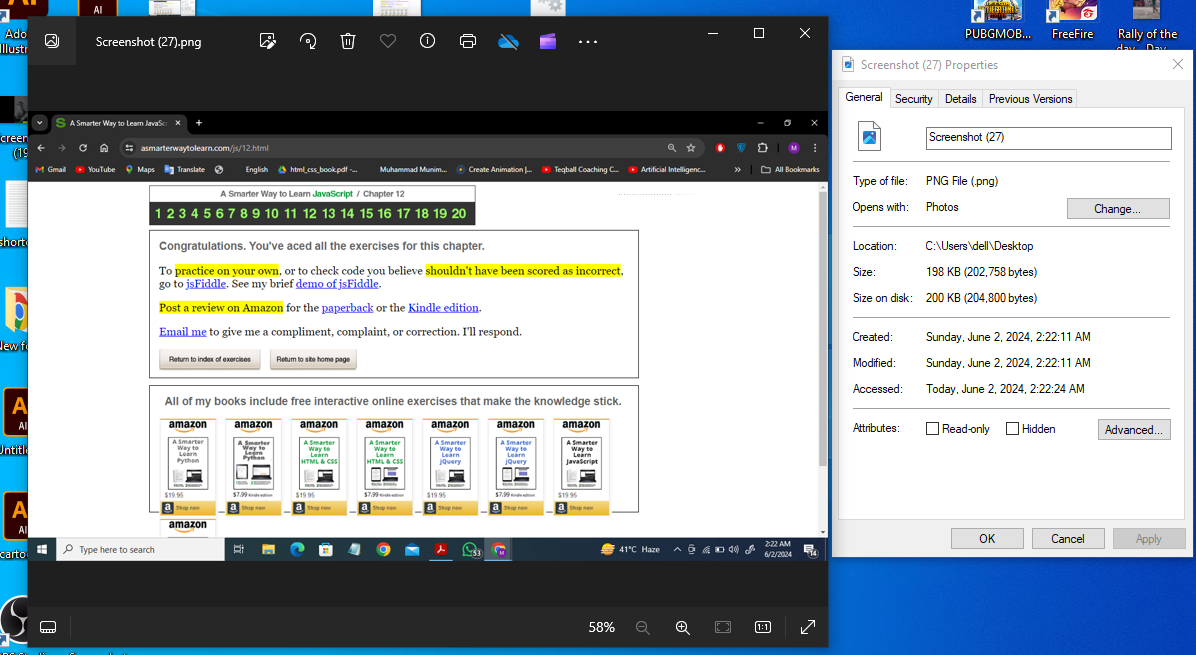 Screenshot (27).png
A Smarter Way to Learn JavaSc
asmarterwaytolearn.com/js/12.html
Gmail YouTube Maps Translate English html_css_book.pdf -... Muhammad Munim... Create Animation |... Teqball Coaching C... Artificial Intelligenc... » All Bookmarks
A Smarter Way to Learn JavaScript / Chapter 12
1 2 3 4 5 6 7 8 9 10 11 12 13 14 15 16 17 18 19 20
Congratulations. You've aced all the exercises for this chapter.
To practice on your own, or to check code you believe shouldn't have been scored as incorrect,
go to jsFiddle. See my brief demo of jsFiddle.
Post a review on Amazon for the paperback or the Kindle edition.
Email me to give me a compliment, complaint, or correction. I'll respond.
Return to index of exercises Return to site home page
All of my books include free interactive online exercises that make the knowledge stick.
amazon amazon amazon amazon amazon amazon amazon
A Smarter Way to Learn Python
A Smarter Way to Learn Python
A Smarter Way to Learn HTML & CSS
A Smarter Way to Learn HTML & CSS
A Smarter Way to Learn jQuery
A Smarter Way to Learn jQuery
A Smarter Way to Learn JavaScript
$19.95 $7.99 Kindle edition $19.95 $7.99 Kindle edition $19.95 $7.99 Kindle edition $19.95
a Shop now a Shop now a Shop now a Shop now a Shop now a Shop now a Shop now
amazon
Type here to search
53
41°C Haze
2:22 AM
6/2/2024
14
58%
1:1
PUBGMOB...
FreeFire
Rally of the
day - Day
Screenshot (27) Properties
General Security Details Previous Versions
Screenshot (27)
Type of file: PNG File (.png)
Opens with: Photos Change...
Location: C:\Users\dell\Desktop
Size: 198 KB (202,758 bytes)
Size on disk: 200 KB (204,800 bytes)
Created: Sunday, June 2, 2024, 2:22:11 AM
Modified: Sunday, June 2, 2024, 2:22:11 AM
Accessed: Today, June 2, 2024, 2:22:24 AM
Attributes: Read-only Hidden Advanced...
OK Cancel Apply